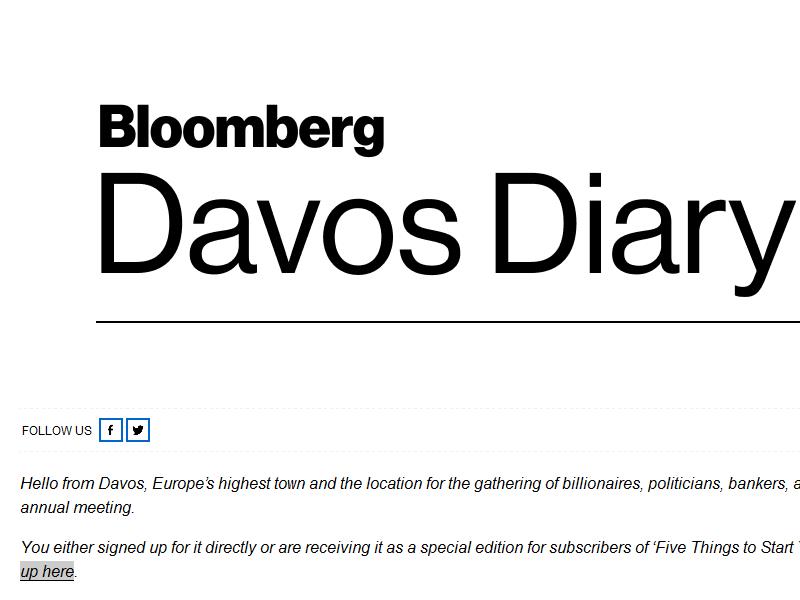 Bloomberg
Davos Diary
FOLLOW US
Hello from Davos, Europe's highest town and the location for the gathering of billionaires, politicians, bankers,
annual meeting.
You either signed up for it directly or are receiving it as a special edition for subscribers of 'Five Things to Start
up here.